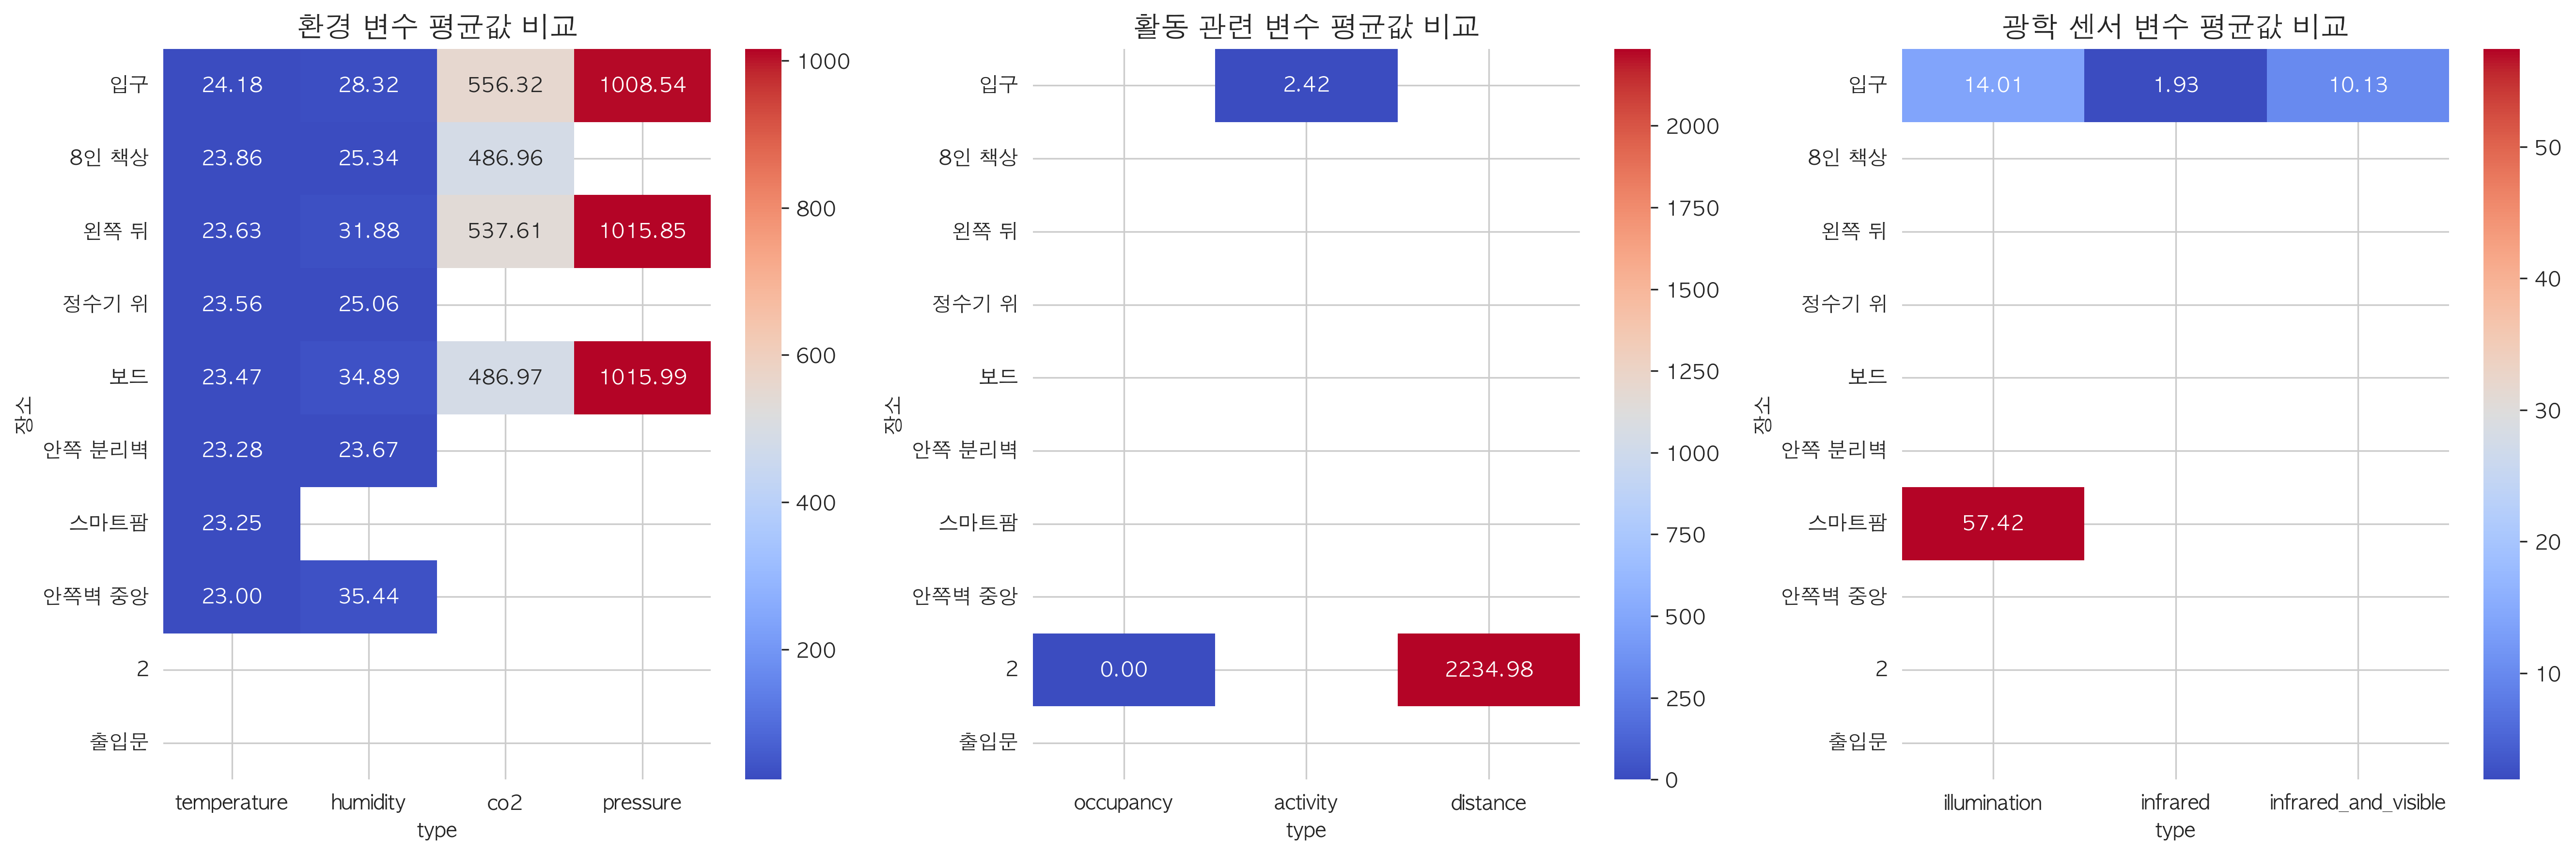 환경 변수 평균값 비교
입구 24.18 28.32 556.32 1008.54
8인 책상 23.86 25.34 486.96
왼쪽 뒤 23.63 31.88 537.61 1015.85
정수기 위 23.56 25.06
보드 23.47 34.89 486.97 1015.99
안쪽 분리벽 23.28 23.67
스마트팜 23.25
안쪽벽 중앙 23.00 35.44
2
출입문
장소
temperature humidity co2 pressure
type
1000
800
600
400
200
활동 관련 변수 평균값 비교
입구 2.42
8인 책상
왼쪽 뒤
정수기 위
보드
안쪽 분리벽
스마트팜
안쪽벽 중앙
2 0.00 2234.98
출입문
장소
occupancy activity distance
type
2000
1750
1500
1250
1000
750
500
250
0
광학 센서 변수 평균값 비교
입구 14.01 1.93 10.13
8인 책상
왼쪽 뒤
정수기 위
보드
안쪽 분리벽
스마트팜 57.42
안쪽벽 중앙
2
출입문
장소
illumination infrared infrared_and_visible
type
50
40
30
20
10